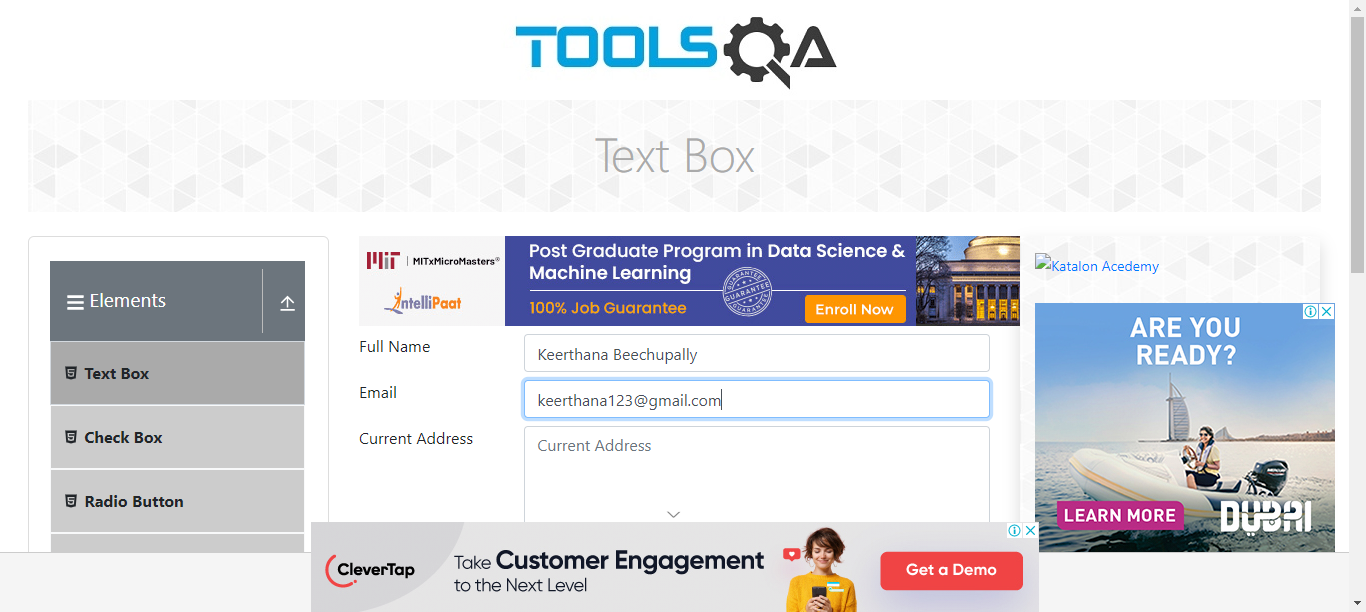 TOOLSQA
Text Box
Elements
Text Box
Check Box
Radio Button
MIT | MITxMicroMasters®
intelliPaat
Post Graduate Program in Data Science &
Machine Learning
100% Job Guarantee
GUARANTEE
Enroll Now
Full Name
Keerthana Beechupally
Email
keerthana123@gmail.com
Current Address
Current Address
Katalon Acedemy
ARE YOU
READY?
LEARN MORE
DUBAI
CleverTap
Take Customer Engagement
to the Next Level
Get a Demo